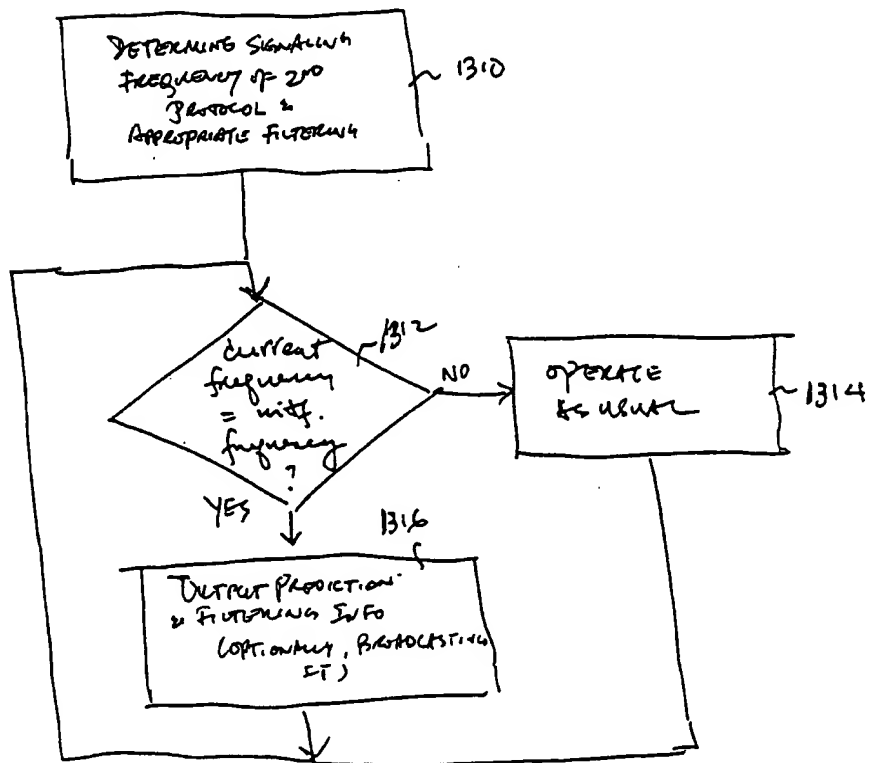 DETERMINE SIGNALING
FREQUENCY OF 2ND
PROTOCOL &
APPROPRIATE FILTERING
1310
current
frequency
= intf.
frequency
?
1312
NO
OPERATE
AS USUAL
1314
YES
1316
OUTPUT PREDICTION
& FILTERING INFO
(OPTIONALLY, BROADCASTING
IT)